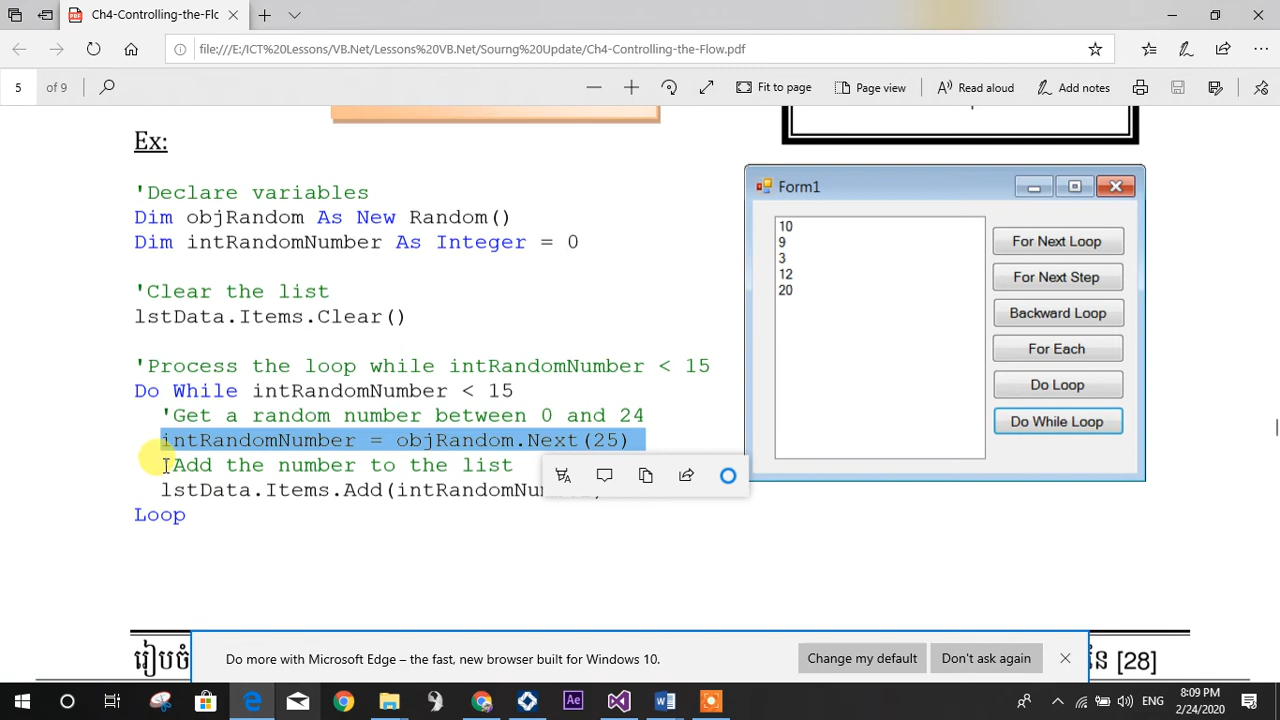 Ch4-Controlling-the-Flo
file:///E:/ICT%20Lessons/VB.Net/Lessons%20VB.Net/Sourng%20Update/Ch4-Controlling-the-Flow.pdf
5 of 9
Fit to page
Page view
Read aloud
Add notes
Ex:
'Declare variables
Dim objRandom As New Random()
Dim intRandomNumber As Integer = 0
'Clear the list
lstData.Items.Clear()
'Process the loop while intRandomNumber < 15
Do While intRandomNumber < 15
'Get a random number between 0 and 24
intRandomNumber = objRandom.Next(25)
'Add the number to the list
lstData.Items.Add(intRandomNum
Loop
Form1
10
9
3
12
20
For Next Loop
For Next Step
Backward Loop
For Each
Do Loop
Do While Loop
រៀបចំ
[28]
Do more with Microsoft Edge – the fast, new browser built for Windows 10.
Change my default
Don't ask again
Ae
ENG
8:09 PM
2/24/2020